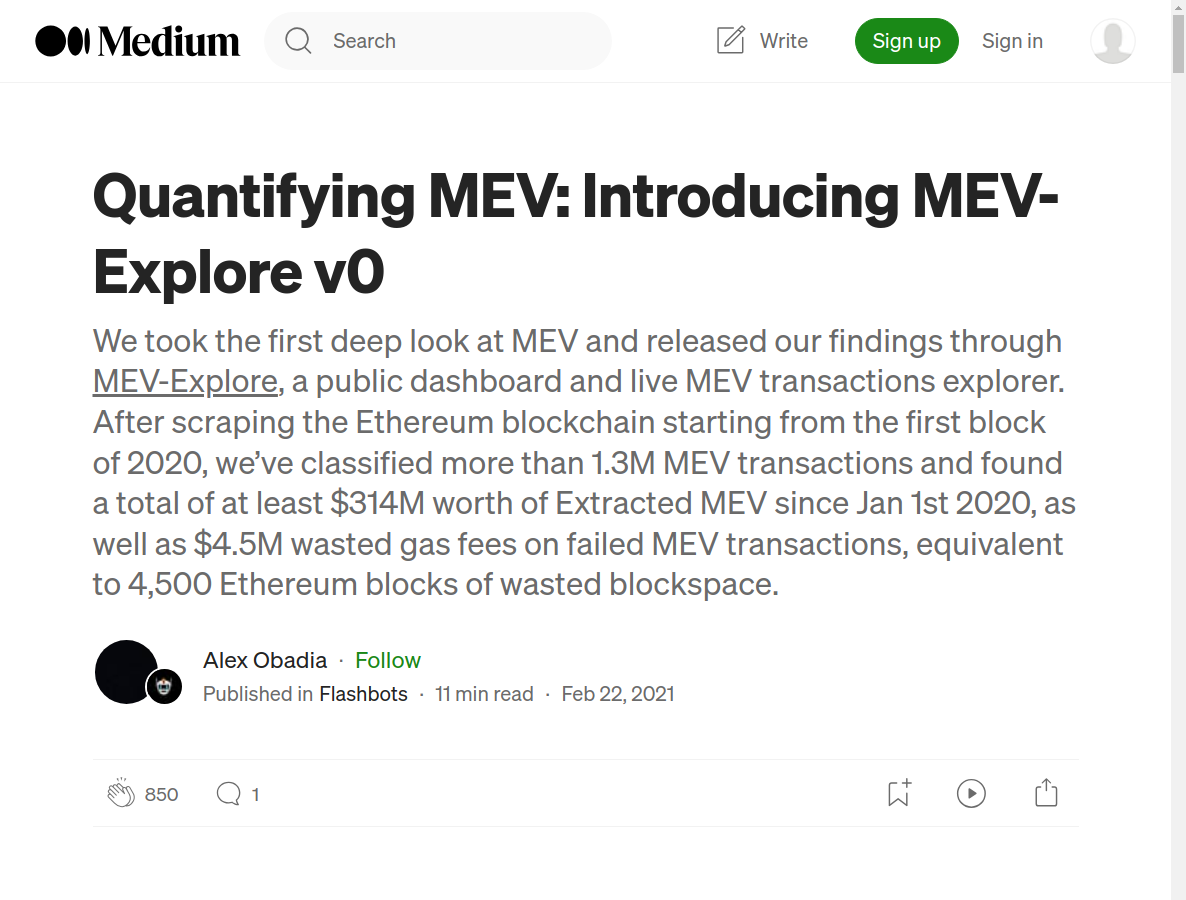 Medium
Search
Write
Sign up
Sign in
Quantifying MEV: Introducing MEV-
Explore v0
We took the first deep look at MEV and released our findings through
MEV-Explore, a public dashboard and live MEV transactions explorer.
After scraping the Ethereum blockchain starting from the first block
of 2020, we’ve classified more than 1.3M MEV transactions and found
a total of at least $314M worth of Extracted MEV since Jan 1st 2020, as
well as $4.5M wasted gas fees on failed MEV transactions, equivalent
to 4,500 Ethereum blocks of wasted blockspace.
Alex Obadia · Follow
Published in Flashbots · 11 min read · Feb 22, 2021
850
1